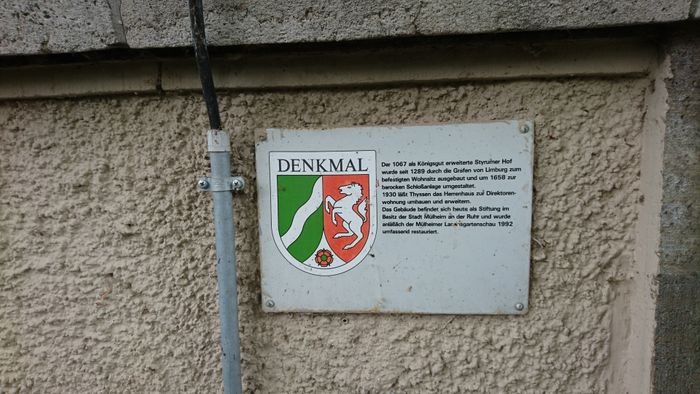 DENKMAL
Der 1067 als Königsgut erweiterte Styrumer Hof
wurde seit 1289 durch die Grafen von Limburg zum
befestigten Wohnsitz ausgebaut und um 1658 zur
barocken Schloßanlage umgestaltet.
1930 läßt Thyssen das Herrenhaus zur Direktoren-
wohnung umbauen und erweitern.
Das Gebäude befindet sich heute als Stiftung im
Besitz der Stadt Mülheim an der Ruhr und wurde
anläßlich der Mülheimer Landesgartenschau 1992
umfassend restauriert.